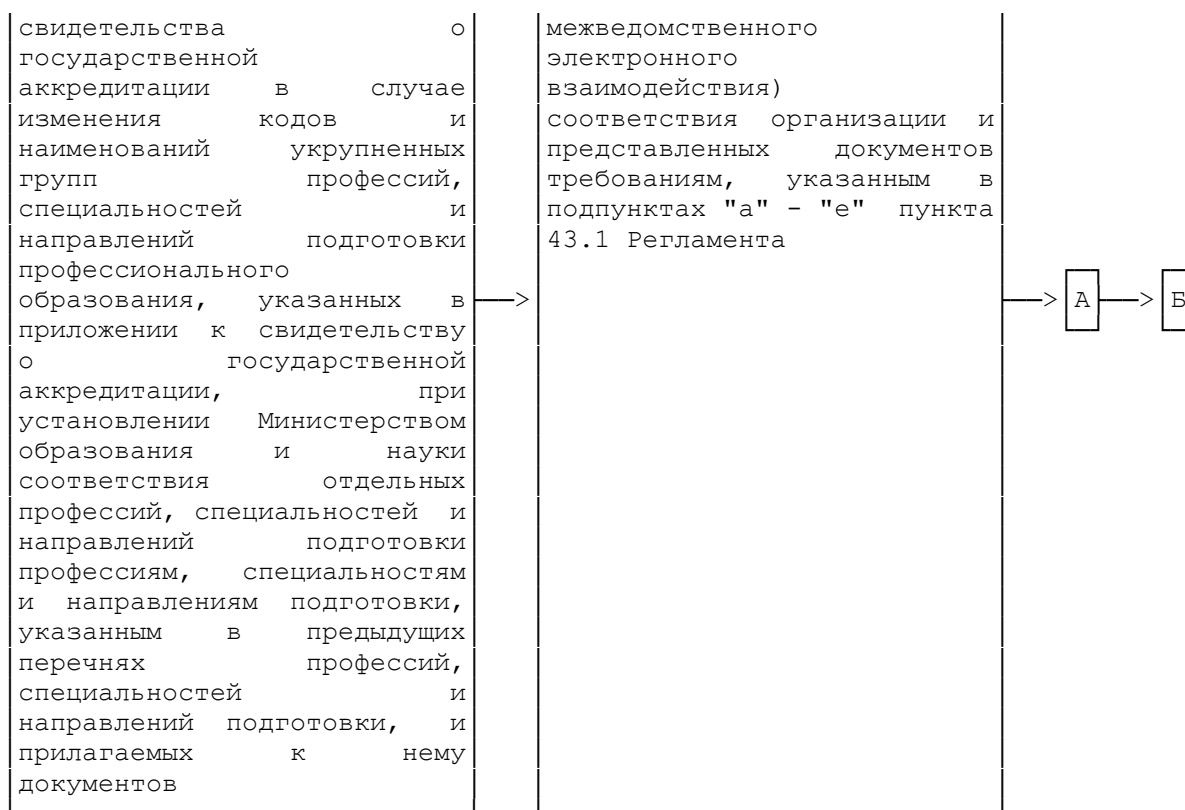 свидетельства о
государственной
аккредитации в случае
изменения кодов и
наименований укрупненных
групп профессий,
специальностей и
направлений подготовки
профессионального
образования, указанных в
приложении к свидетельству
о государственной
аккредитации, при
установлении Министерством
образования и науки
соответствия отдельных
профессий, специальностей и
направлений подготовки
профессиям, специальностям
и направлениям подготовки,
указанным в предыдущих
перечнях профессий,
специальностей и
направлений подготовки, и
прилагаемых к нему
документов
межведомственного
электронного
взаимодействия)
соответствия организации и
представленных документов
требованиям, указанным в
подпунктах "а" - "е" пункта
43.1 Регламента
А
Б